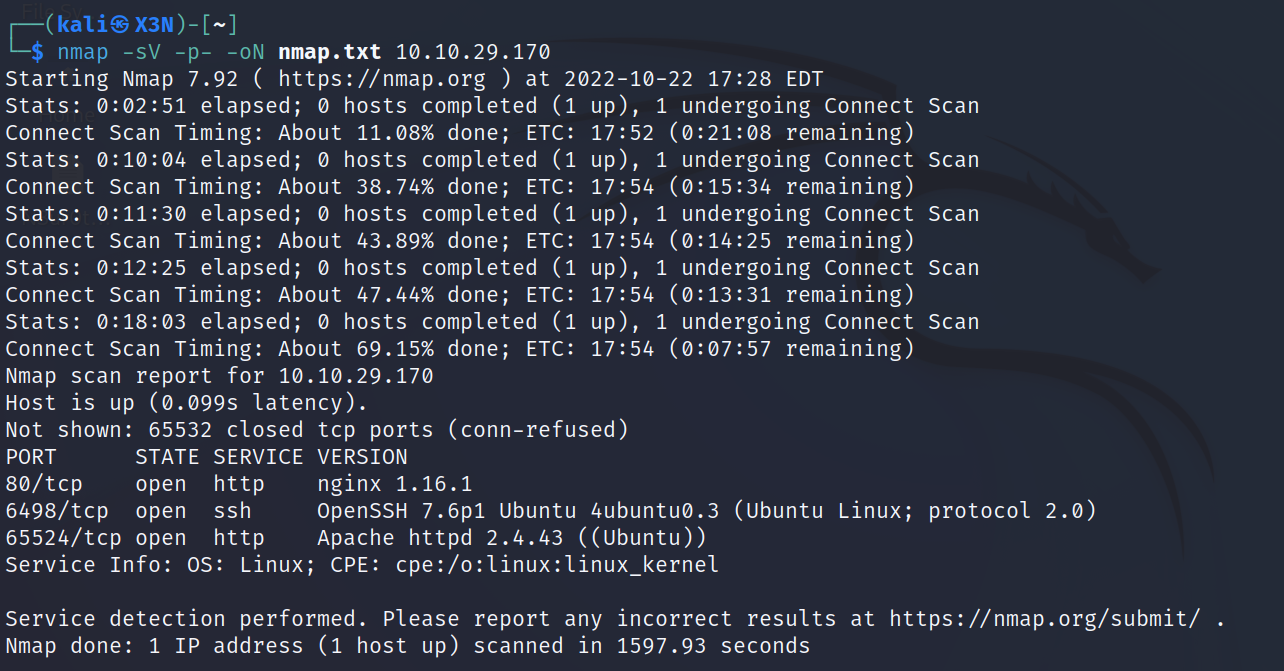 ┌──(kali㉿X3N)-[~]
└─$ nmap -sV -p- -oN nmap.txt 10.10.29.170
Starting Nmap 7.92 ( https://nmap.org ) at 2022-10-22 17:28 EDT
Stats: 0:02:51 elapsed; 0 hosts completed (1 up), 1 undergoing Connect Scan
Connect Scan Timing: About 11.08% done; ETC: 17:52 (0:21:08 remaining)
Stats: 0:10:04 elapsed; 0 hosts completed (1 up), 1 undergoing Connect Scan
Connect Scan Timing: About 38.74% done; ETC: 17:54 (0:15:34 remaining)
Stats: 0:11:30 elapsed; 0 hosts completed (1 up), 1 undergoing Connect Scan
Connect Scan Timing: About 43.89% done; ETC: 17:54 (0:14:25 remaining)
Stats: 0:12:25 elapsed; 0 hosts completed (1 up), 1 undergoing Connect Scan
Connect Scan Timing: About 47.44% done; ETC: 17:54 (0:13:31 remaining)
Stats: 0:18:03 elapsed; 0 hosts completed (1 up), 1 undergoing Connect Scan
Connect Scan Timing: About 69.15% done; ETC: 17:54 (0:07:57 remaining)
Nmap scan report for 10.10.29.170
Host is up (0.099s latency).
Not shown: 65532 closed tcp ports (conn-refused)
PORT      STATE SERVICE VERSION
80/tcp    open  http    nginx 1.16.1
6498/tcp  open  ssh     OpenSSH 7.6p1 Ubuntu 4ubuntu0.3 (Ubuntu Linux; protocol 2.0)
65524/tcp open  http    Apache httpd 2.4.43 ((Ubuntu))
Service Info: OS: Linux; CPE: cpe:/o:linux:linux_kernel

Service detection performed. Please report any incorrect results at https://nmap.org/submit/ .
Nmap done: 1 IP address (1 host up) scanned in 1597.93 seconds